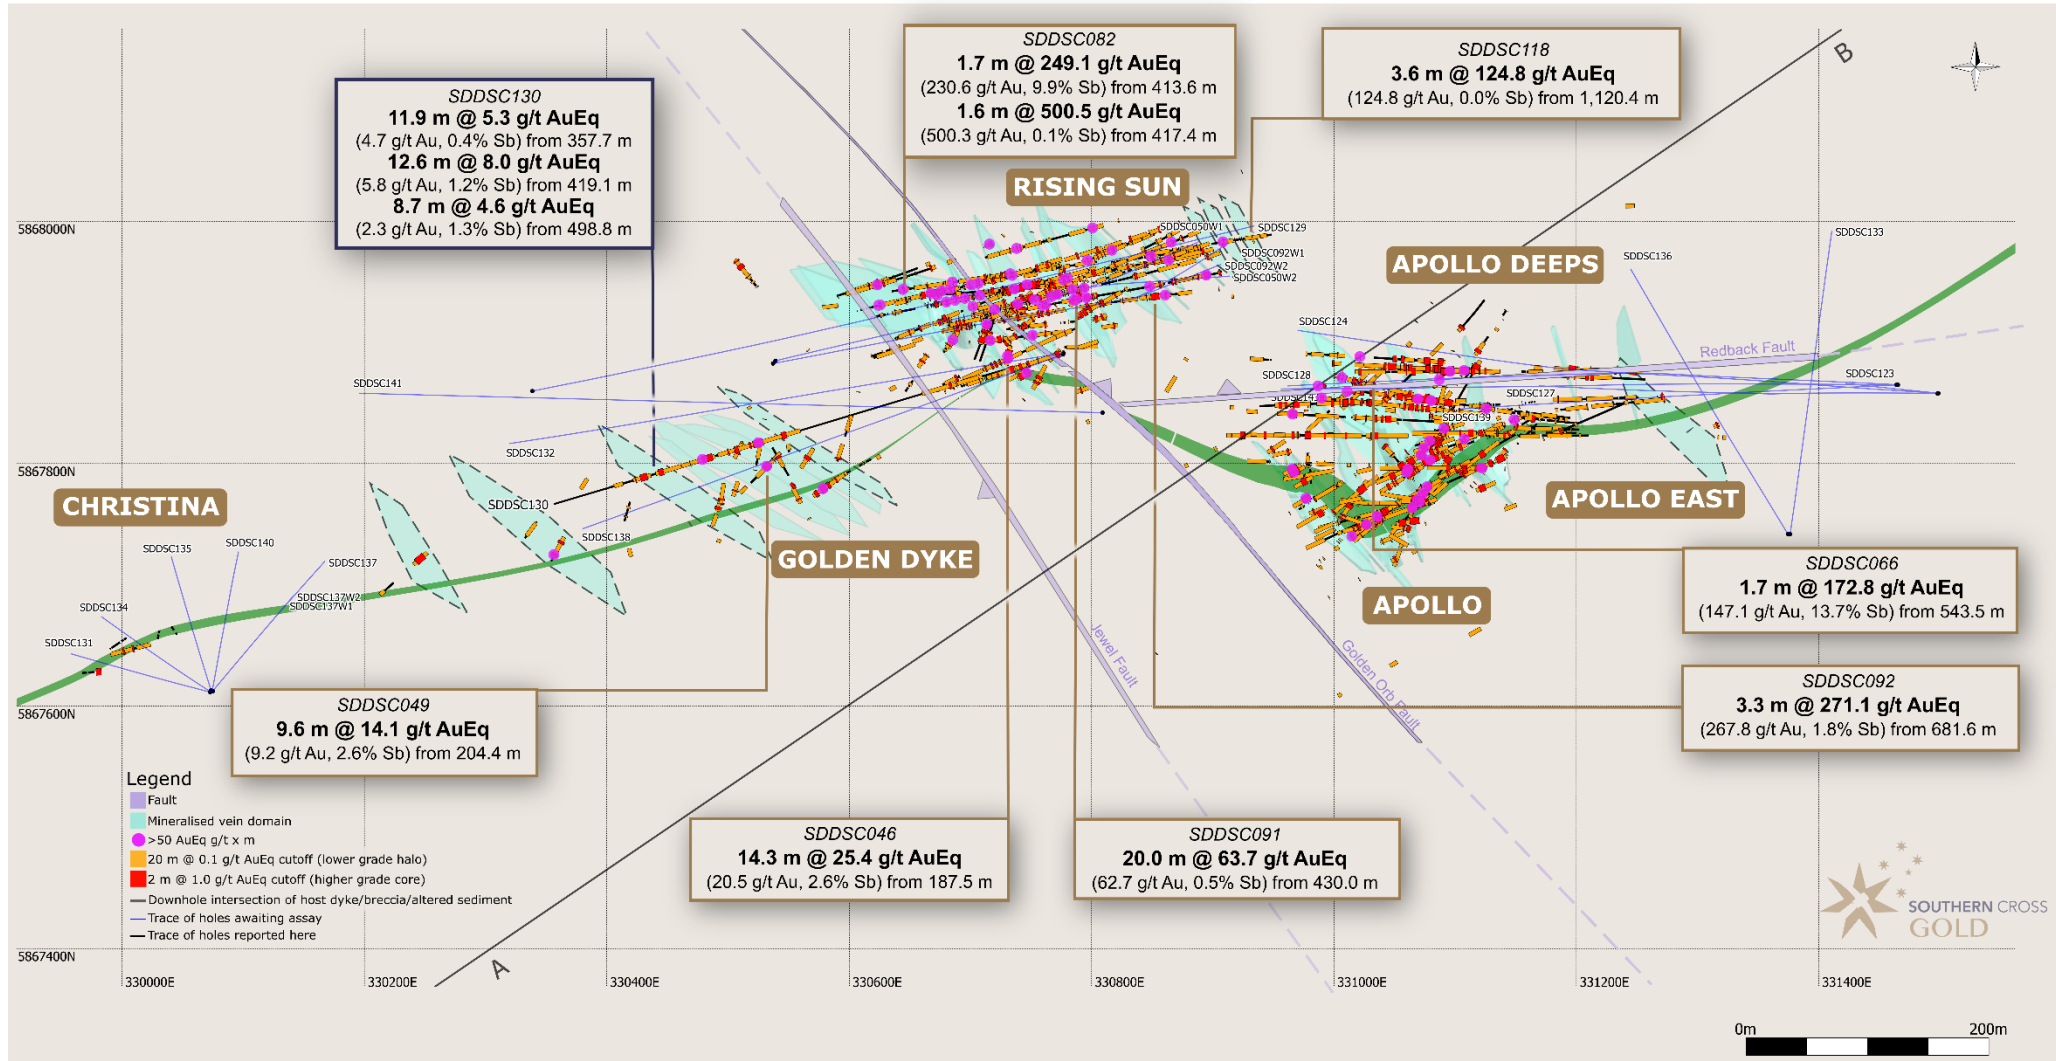 SDDSC130
11.9 m @ 5.3 g/t AuEq
(4.7 g/t Au, 0.4% Sb) from 357.7 m
12.6 m @ 8.0 g/t AuEq
(5.8 g/t Au, 1.2% Sb) from 419.1 m
8.7 m @ 4.6 g/t AuEq
(2.3 g/t Au, 1.3% Sb) from 498.8 m
SDDSC082
1.7 m @ 249.1 g/t AuEq
(230.6 g/t Au, 9.9% Sb) from 413.6 m
1.6 m @ 500.5 g/t AuEq
(500.3 g/t Au, 0.1% Sb) from 417.4 m
SDDSC118
3.6 m @ 124.8 g/t AuEq
(124.8 g/t Au, 0.0% Sb) from 1,120.4 m
B
RISING SUN
5868000N
SDDSC050W1
SDDSC129
SDDSC092W1
SDDSC092W2
SDDSC050W2
APOLLO DEEPS
SDDSC136
SDDSC133
SDDSC124
Redback Fault
SDDSC128
SDDSC123
SDDSC141
SDDSC127
SDDSC139
SDDSC132
5867800N
CHRISTINA
SDDSC130
APOLLO EAST
SDDSC138
GOLDEN DYKE
SDDSC135
SDDSC140
SDDSC137
SDDSC137W2
SDDSC137W1
SDDSC134
SDDSC131
APOLLO
Jewel Fault
Golden Orb Fault
SDDSC066
1.7 m @ 172.8 g/t AuEq
(147.1 g/t Au, 13.7% Sb) from 543.5 m
SDDSC092
3.3 m @ 271.1 g/t AuEq
(267.8 g/t Au, 1.8% Sb) from 681.6 m
5867600N
SDDSC049
9.6 m @ 14.1 g/t AuEq
(9.2 g/t Au, 2.6% Sb) from 204.4 m
Legend
Fault
Mineralised vein domain
>50 AuEq g/t x m
20 m @ 0.1 g/t AuEq cutoff (lower grade halo)
2 m @ 1.0 g/t AuEq cutoff (higher grade core)
Downhole intersection of host dyke/breccia/altered sediment
Trace of holes awaiting assay
Trace of holes reported here
SDDSC046
14.3 m @ 25.4 g/t AuEq
(20.5 g/t Au, 2.6% Sb) from 187.5 m
SDDSC091
20.0 m @ 63.7 g/t AuEq
(62.7 g/t Au, 0.5% Sb) from 430.0 m
SOUTHERN CROSS
GOLD
5867400N
A
330000E
330200E
330400E
330600E
330800E
331000E
331200E
331400E
0m
200m